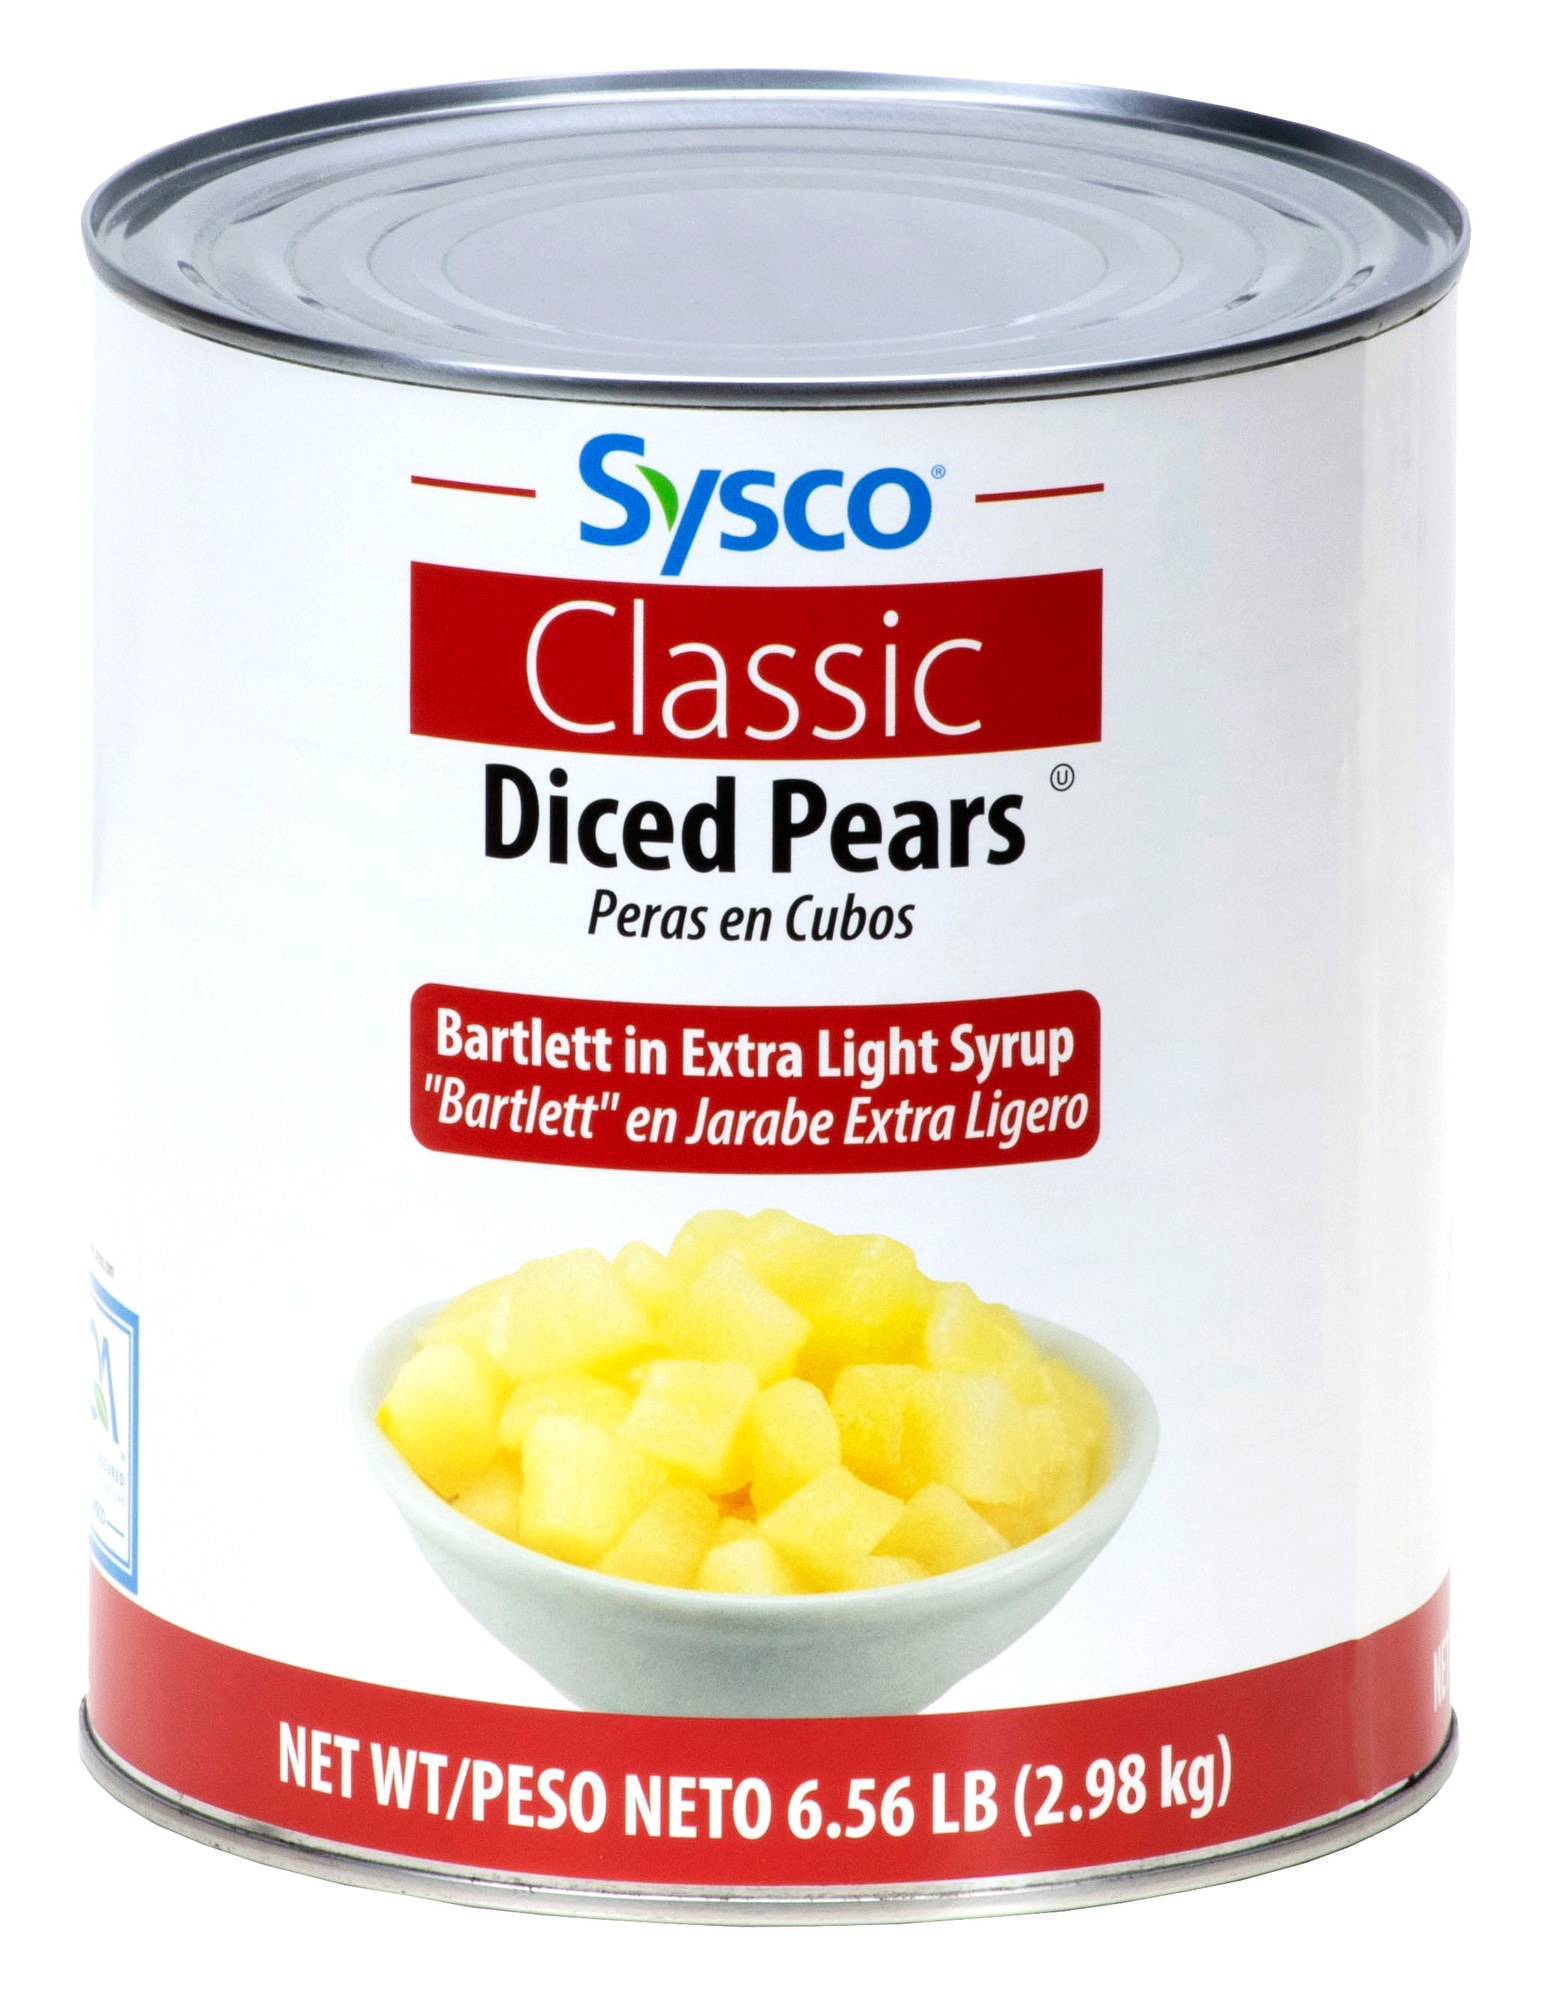 Sysco®
Classic
Diced Pears Ⓤ
Peras en Cubos
Bartlett in Extra Light Syrup
"Bartlett" en Jarabe Extra Ligero
NET WT/PESO NETO 6.56 LB (2.98 kg)